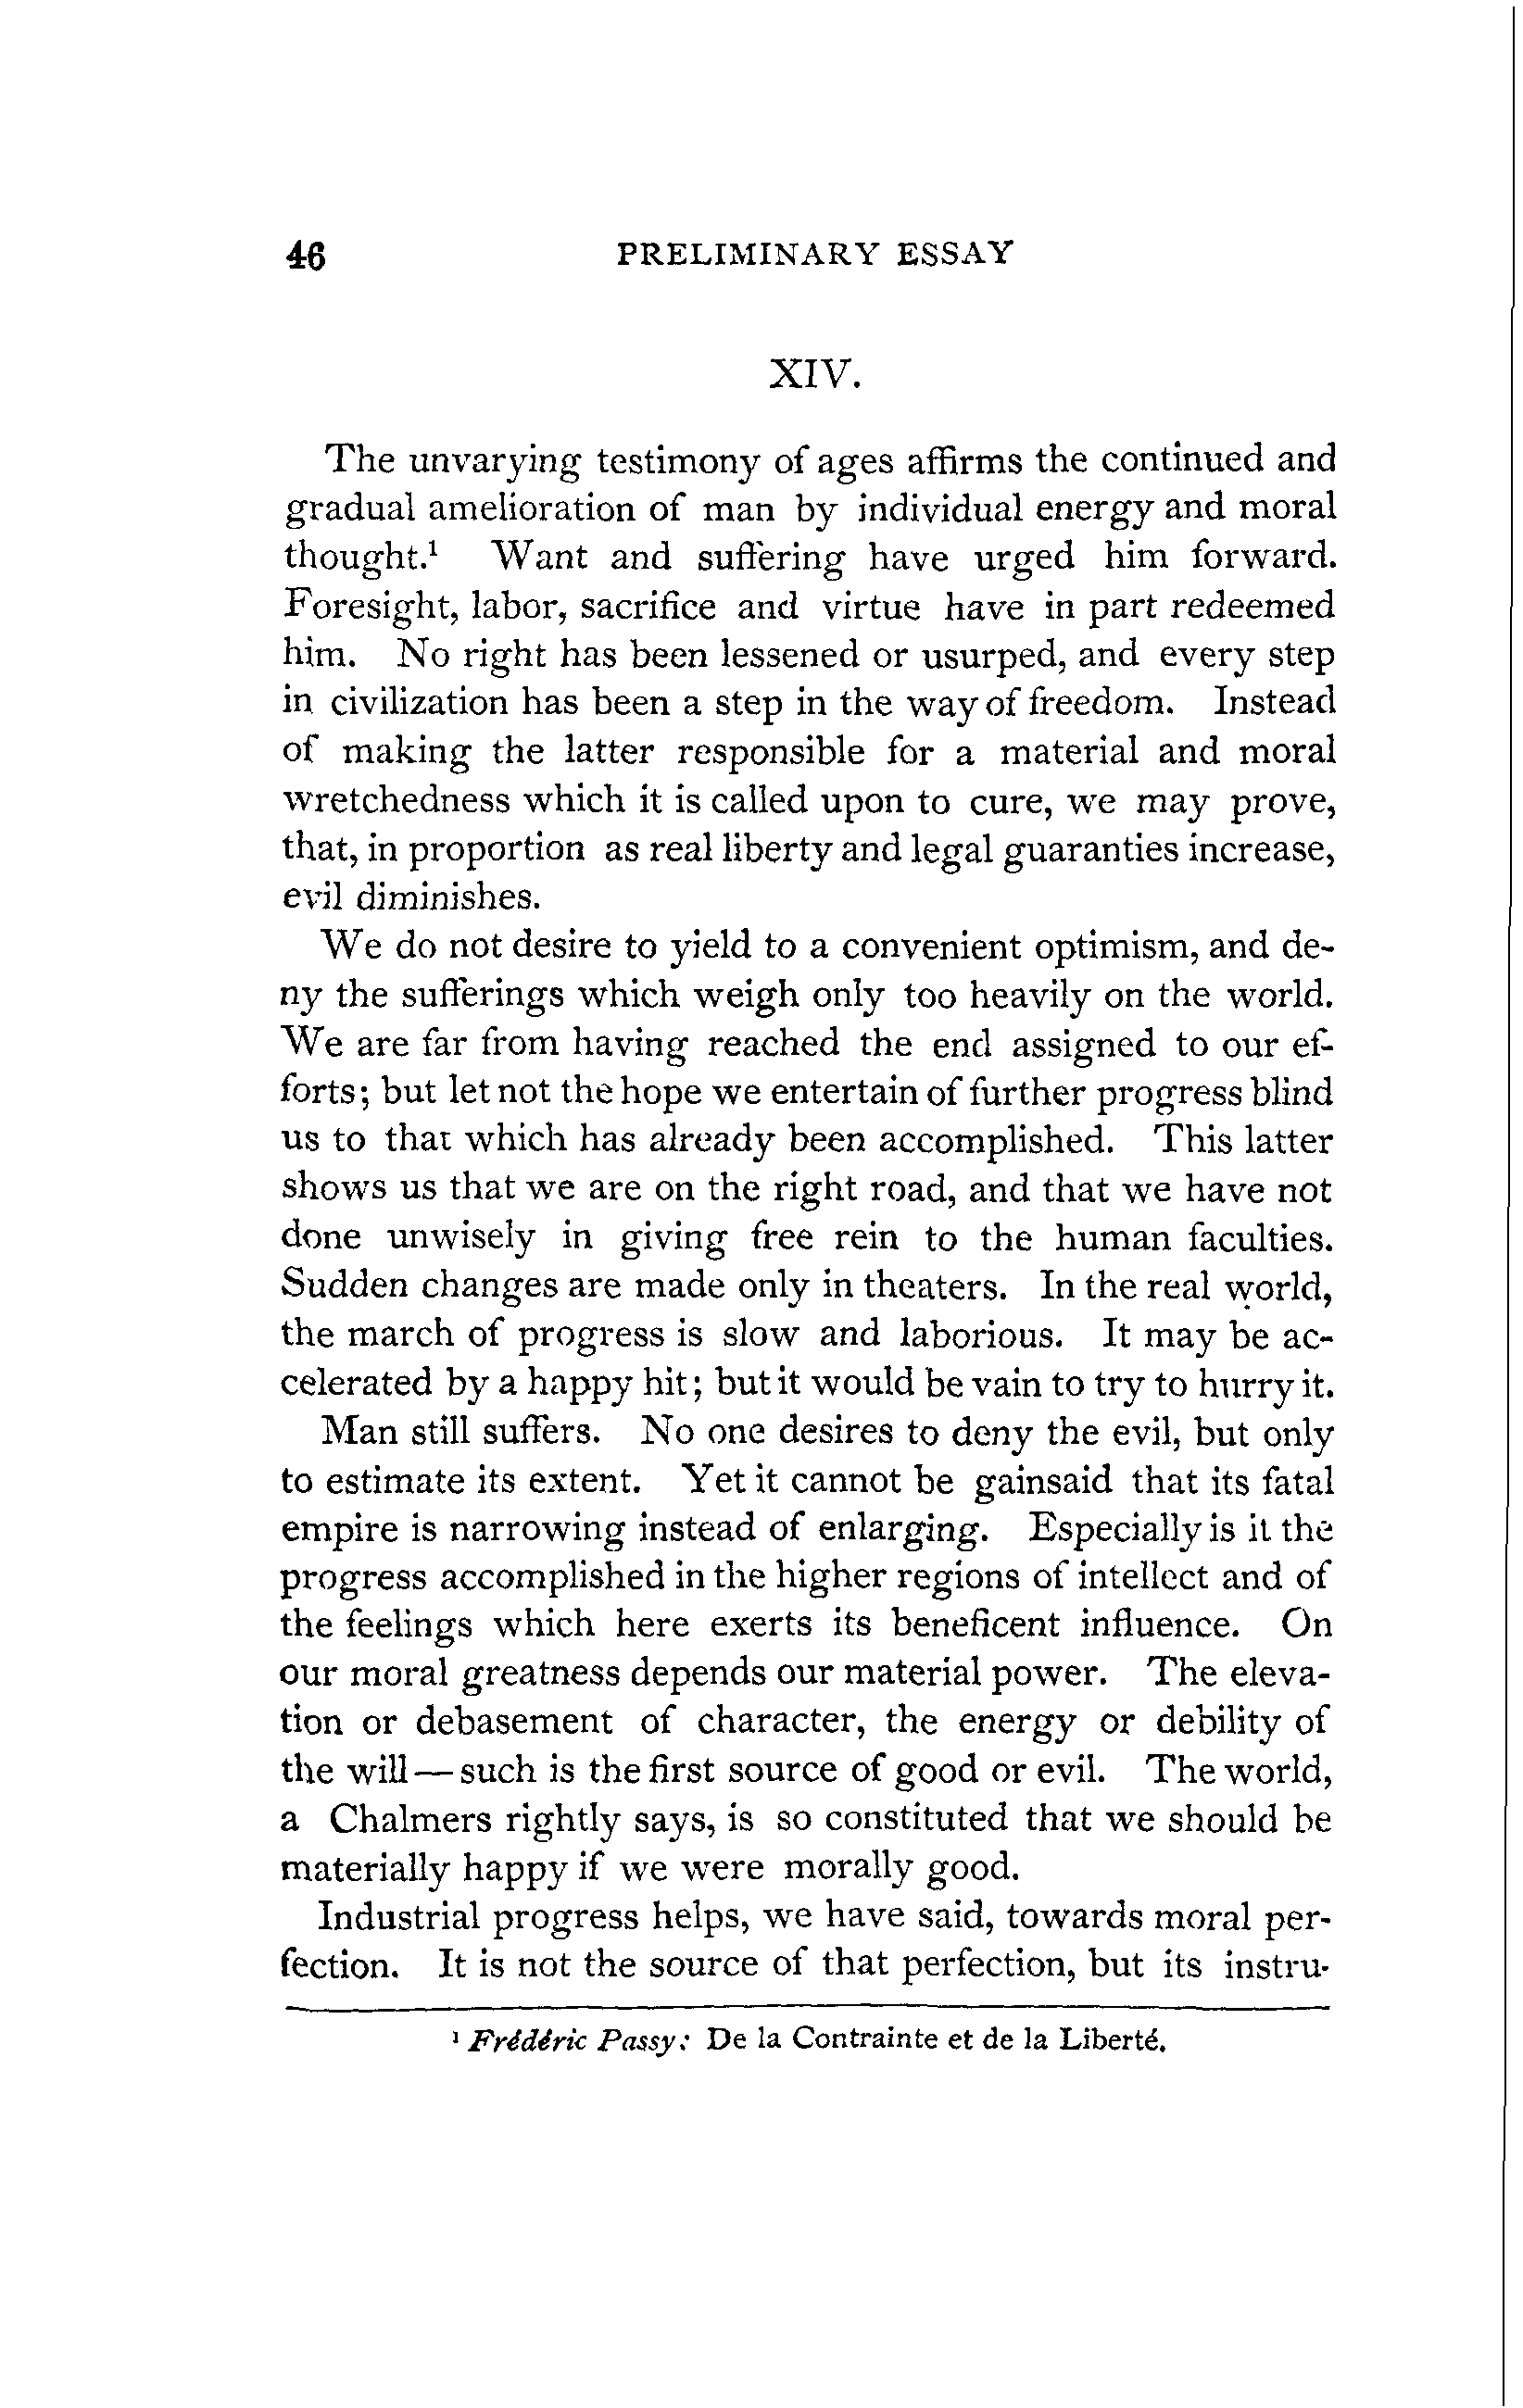 46 PRELIMINARY ESSAY
XIV.
The unvarying testimony of ages affirms the continued and
gradual amelioration of man by individual energy and moral
thought.¹ Want and suffering have urged him forward.
Foresight, labor, sacrifice and virtue have in part redeemed
him. No right has been lessened or usurped, and every step
in civilization has been a step in the way of freedom. Instead
of making the latter responsible for a material and moral
wretchedness which it is called upon to cure, we may prove,
that, in proportion as real liberty and legal guaranties increase,
evil diminishes.
We do not desire to yield to a convenient optimism, and de-
ny the sufferings which weigh only too heavily on the world.
We are far from having reached the end assigned to our ef-
forts; but let not the hope we entertain of further progress blind
us to that which has already been accomplished. This latter
shows us that we are on the right road, and that we have not
done unwisely in giving free rein to the human faculties.
Sudden changes are made only in theaters. In the real world,
the march of progress is slow and laborious. It may be ac-
celerated by a happy hit; but it would be vain to try to hurry it.
Man still suffers. No one desires to deny the evil, but only
to estimate its extent. Yet it cannot be gainsaid that its fatal
empire is narrowing instead of enlarging. Especially is it the
progress accomplished in the higher regions of intellect and of
the feelings which here exerts its beneficent influence. On
our moral greatness depends our material power. The eleva-
tion or debasement of character, the energy or debility of
the will—such is the first source of good or evil. The world,
a Chalmers rightly says, is so constituted that we should be
materially happy if we were morally good.
Industrial progress helps, we have said, towards moral per-
fection. It is not the source of that perfection, but its instru-
¹ Frédéric Passy: De la Contrainte et de la Liberté.